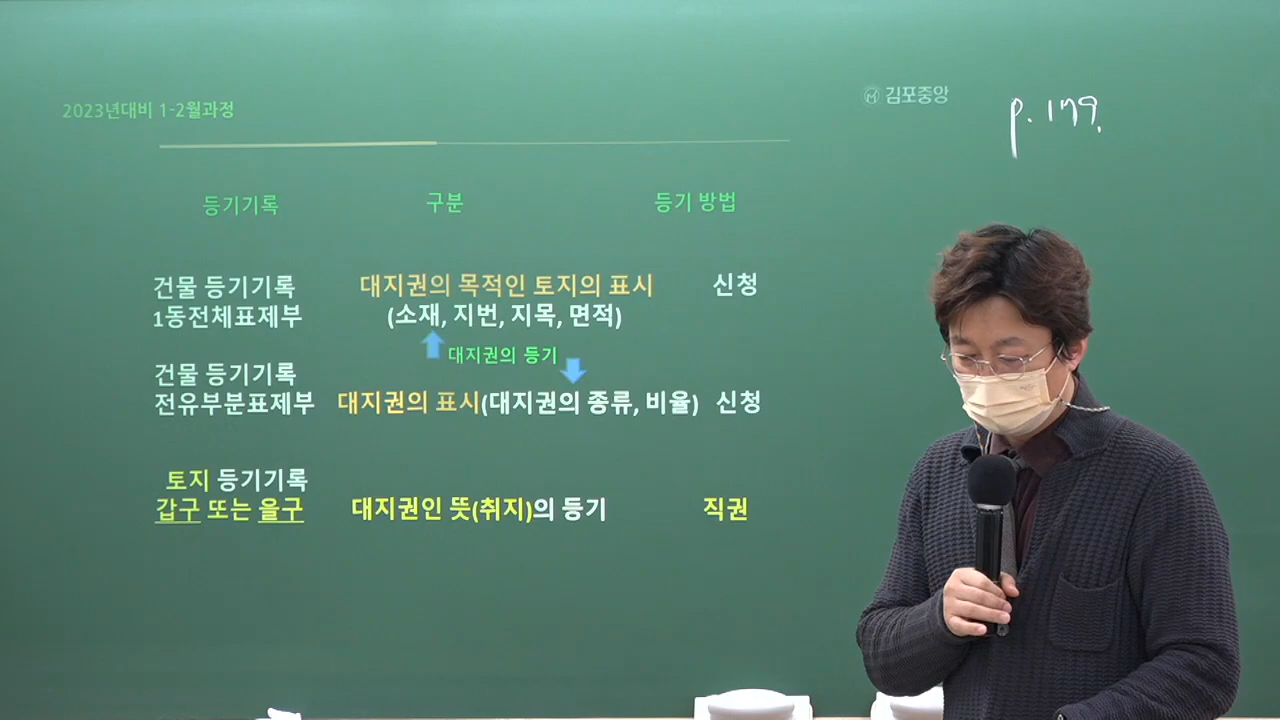 2023년대비 1-2월과정
김포중앙
p. 179.
등기기록 구분 등기 방법
건물 등기기록 대지권의 목적인 토지의 표시 신청
1동전체표제부 (소재, 지번, 지목, 면적)
대지권의 등기
건물 등기기록
전유부분표제부 대지권의 표시(대지권의 종류, 비율) 신청
토지 등기기록
갑구 또는 을구 대지권인 뜻(취지)의 등기 직권